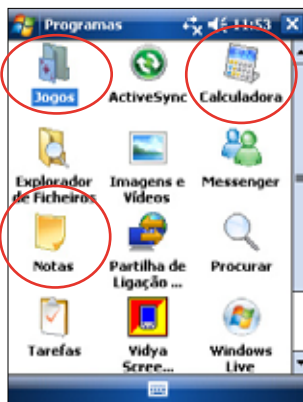 Programas 11:53
Jogos ActiveSync Calculadora
Explorador de Ficheiros Imagens e Vídeos Messenger
Notas Partilha de Ligação ... Procurar
Tarefas Vidya Scree... Windows Live